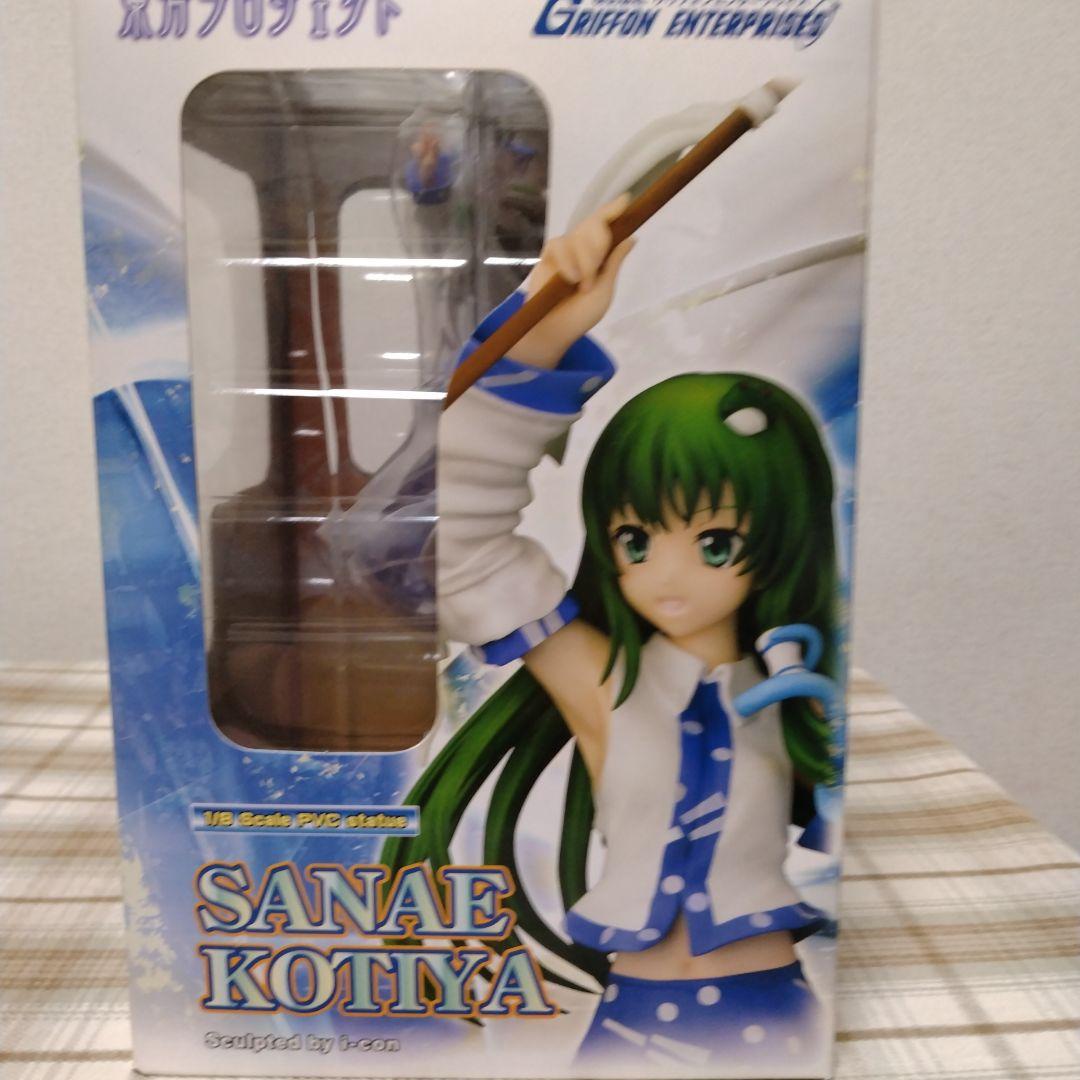 東方プロジェクト
GRIFFON ENTERPRISES
1/8 Scale PVC statue
SANAE
KOTIYA
Sculpted by i-con